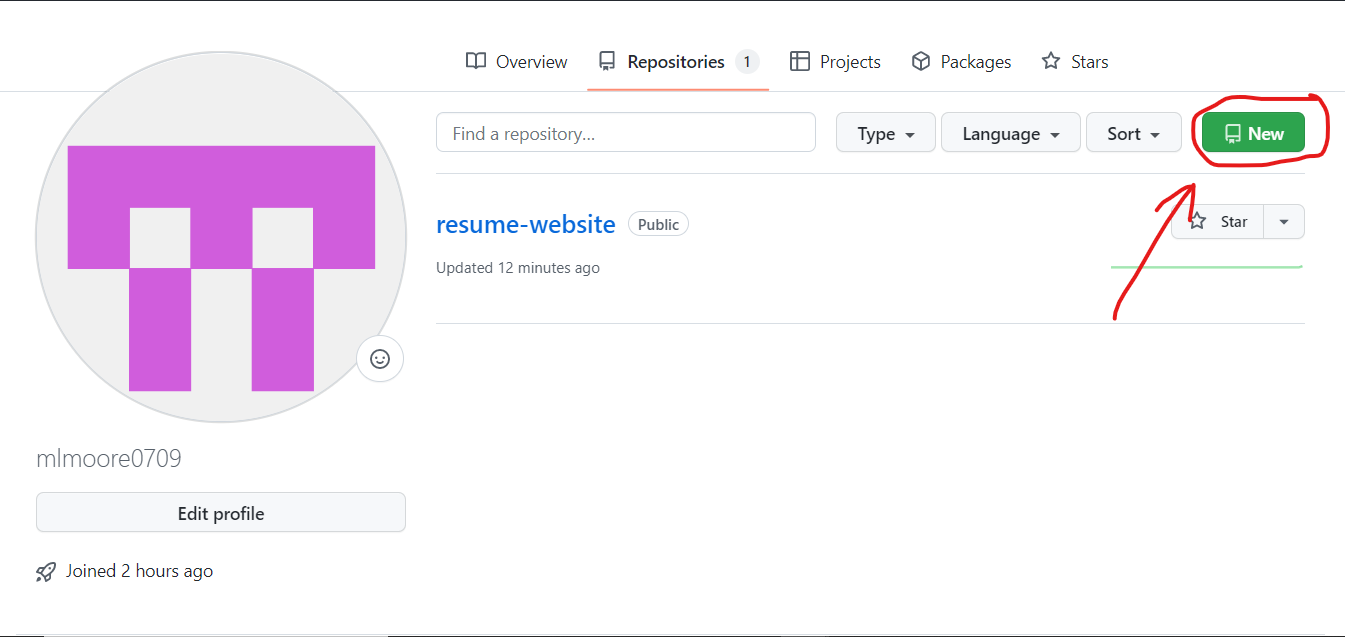 Overview Repositories 1 Projects Packages Stars
Find a repository... Type Language Sort New
resume-website Public Star
Updated 12 minutes ago
mlmoore0709
Edit profile
Joined 2 hours ago